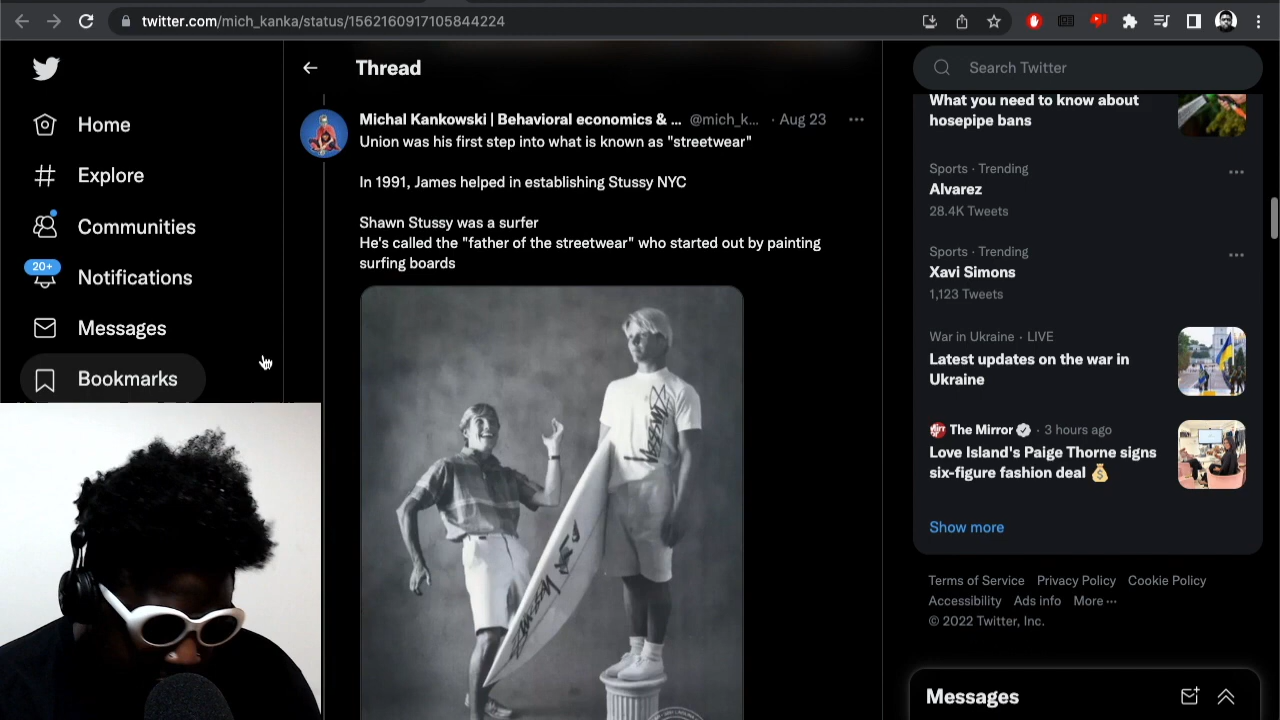 twitter.com/mich_kanka/status/1562160917105844224
Home
Explore
Communities
20+
Notifications
Messages
Bookmarks
Thread
Michal Kankowski | Behavioral economics & ... @mich_k... · Aug 23
Union was his first step into what is known as "streetwear"
In 1991, James helped in establishing Stussy NYC
Shawn Stussy was a surfer
He's called the "father of the streetwear" who started out by painting
surfing boards
Search Twitter
What you need to know about
hosepipe bans
Sports · Trending
Alvarez
28.4K Tweets
Sports · Trending
Xavi Simons
1,123 Tweets
War in Ukraine · LIVE
Latest updates on the war in
Ukraine
The Mirror · 3 hours ago
Love Island's Paige Thorne signs
six-figure fashion deal 💰
Show more
Terms of Service Privacy Policy Cookie Policy
Accessibility Ads info More ···
© 2022 Twitter, Inc.
Messages